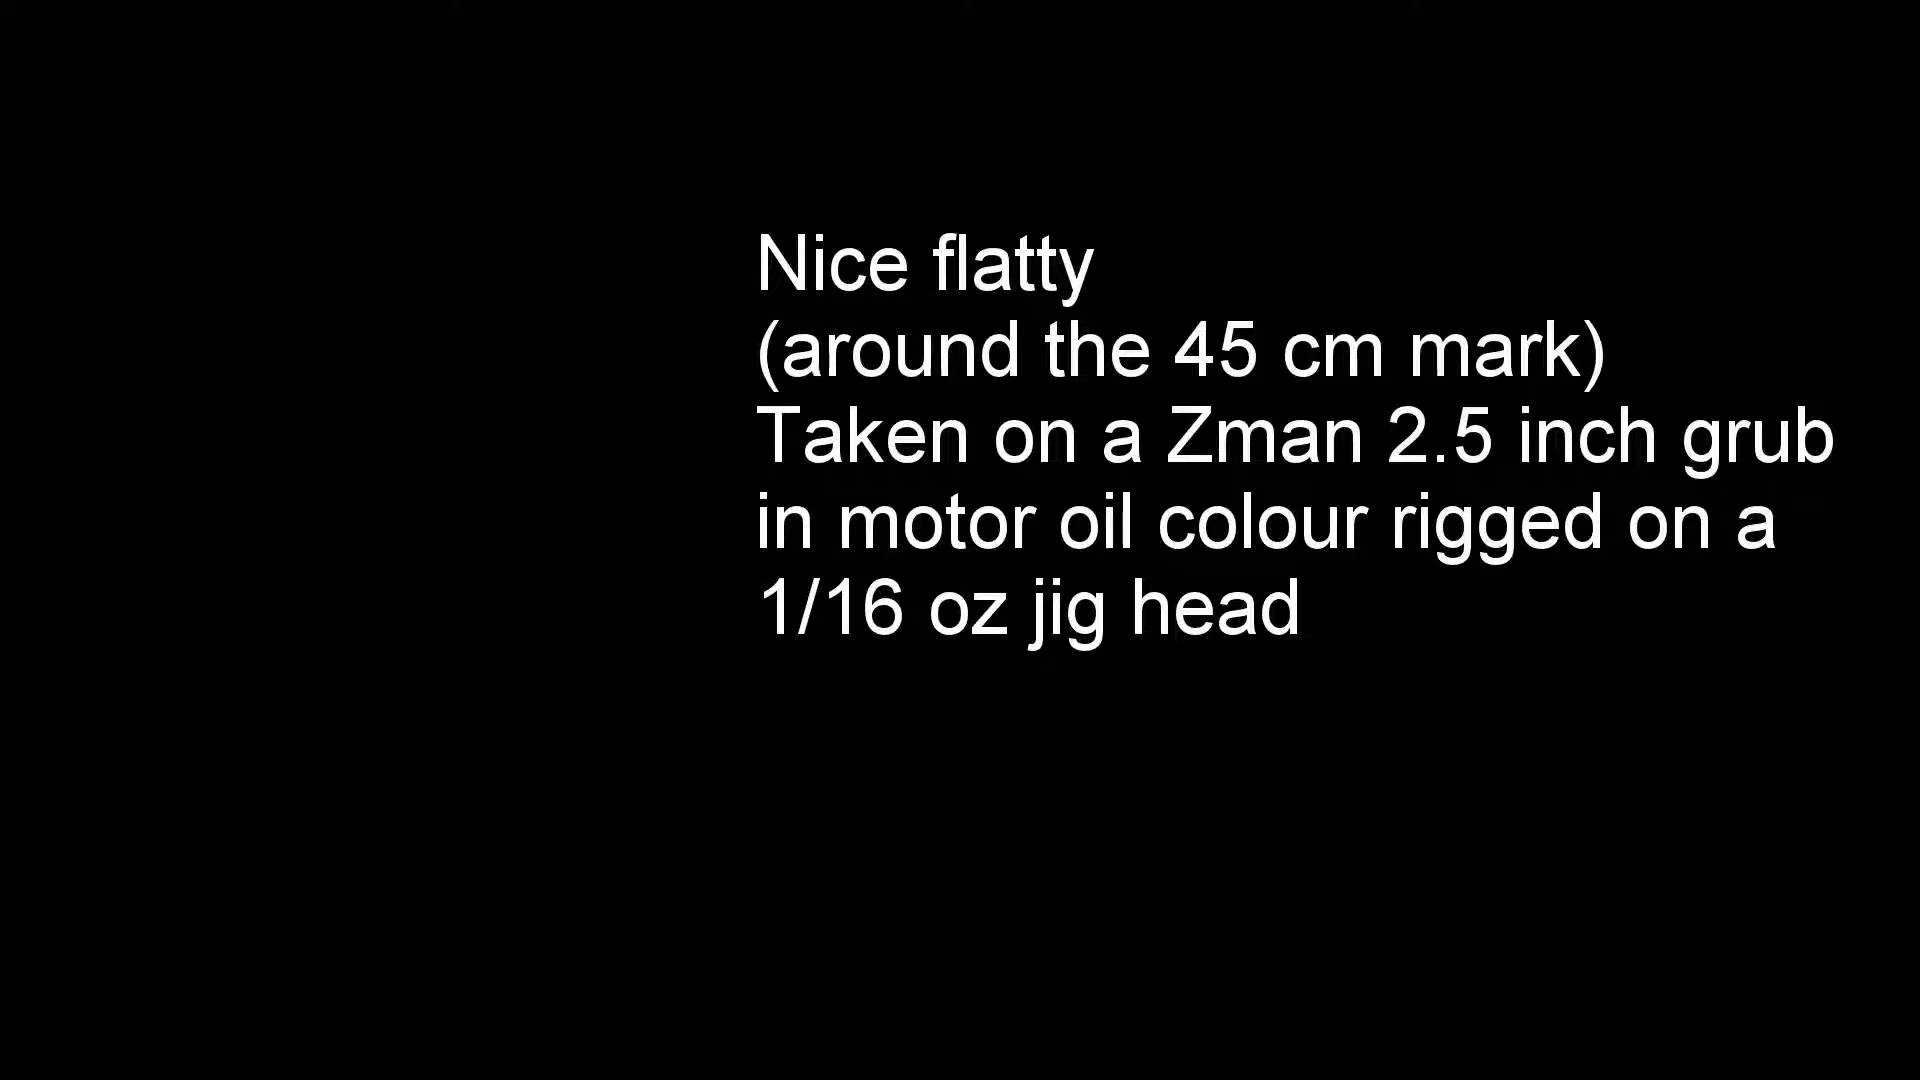 Nice flatty
(around the 45 cm mark)
Taken on a Zman 2.5 inch grub
in motor oil colour rigged on a
1/16 oz jig head